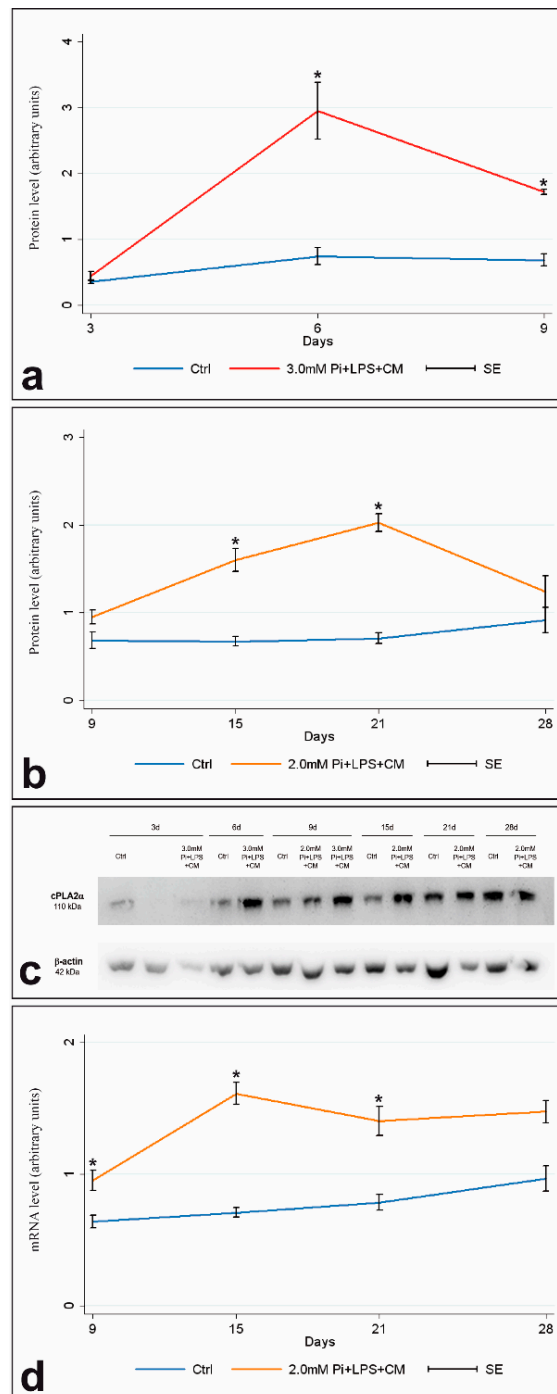 4
3
2
1
0
Protein level (arbitrary units)
*
*
3
6
9
Days
Ctrl
3.0mM Pi+LPS+CM
SE
a
3
2
1
0
Protein level (arbitrary units)
*
*
9
15
21
28
Days
Ctrl
2.0mM Pi+LPS+CM
SE
b
3d 6d 9d 15d 21d 28d
Ctrl 3.0mM Pi+LPS +CM Ctrl 3.0mM Pi+LPS +CM Ctrl 2.0mM Pi+LPS +CM 3.0mM Pi+LPS +CM Ctrl 2.0mM Pi+LPS +CM Ctrl 2.0mM Pi+LPS +CM Ctrl 2.0mM Pi+LPS +CM
cPLA2α
110 kDa
β-actin
42 kDa
c
2
1
0
mRNA level (arbitrary units)
*
*
*
9
15
21
28
Days
Ctrl
2.0mM Pi+LPS+CM
SE
d